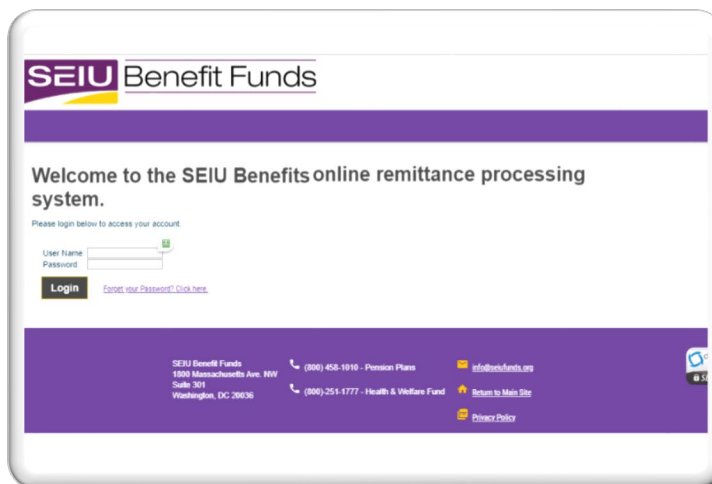 SEIU Benefit Funds
Welcome to the SEIU Benefits online remittance processing
system.
Please login below to access your account.
User Name
Password
Login
Forget your Password? Click here.
SEIU Benefit Funds
1800 Massachusetts Ave. NW
Suite 301
Washington, DC 20036
(800) 458-1010 - Pension Plans
(800)-251-1777 - Health & Welfare Fund
info@seiufunds.org
Return to Main Site
Privacy Policy